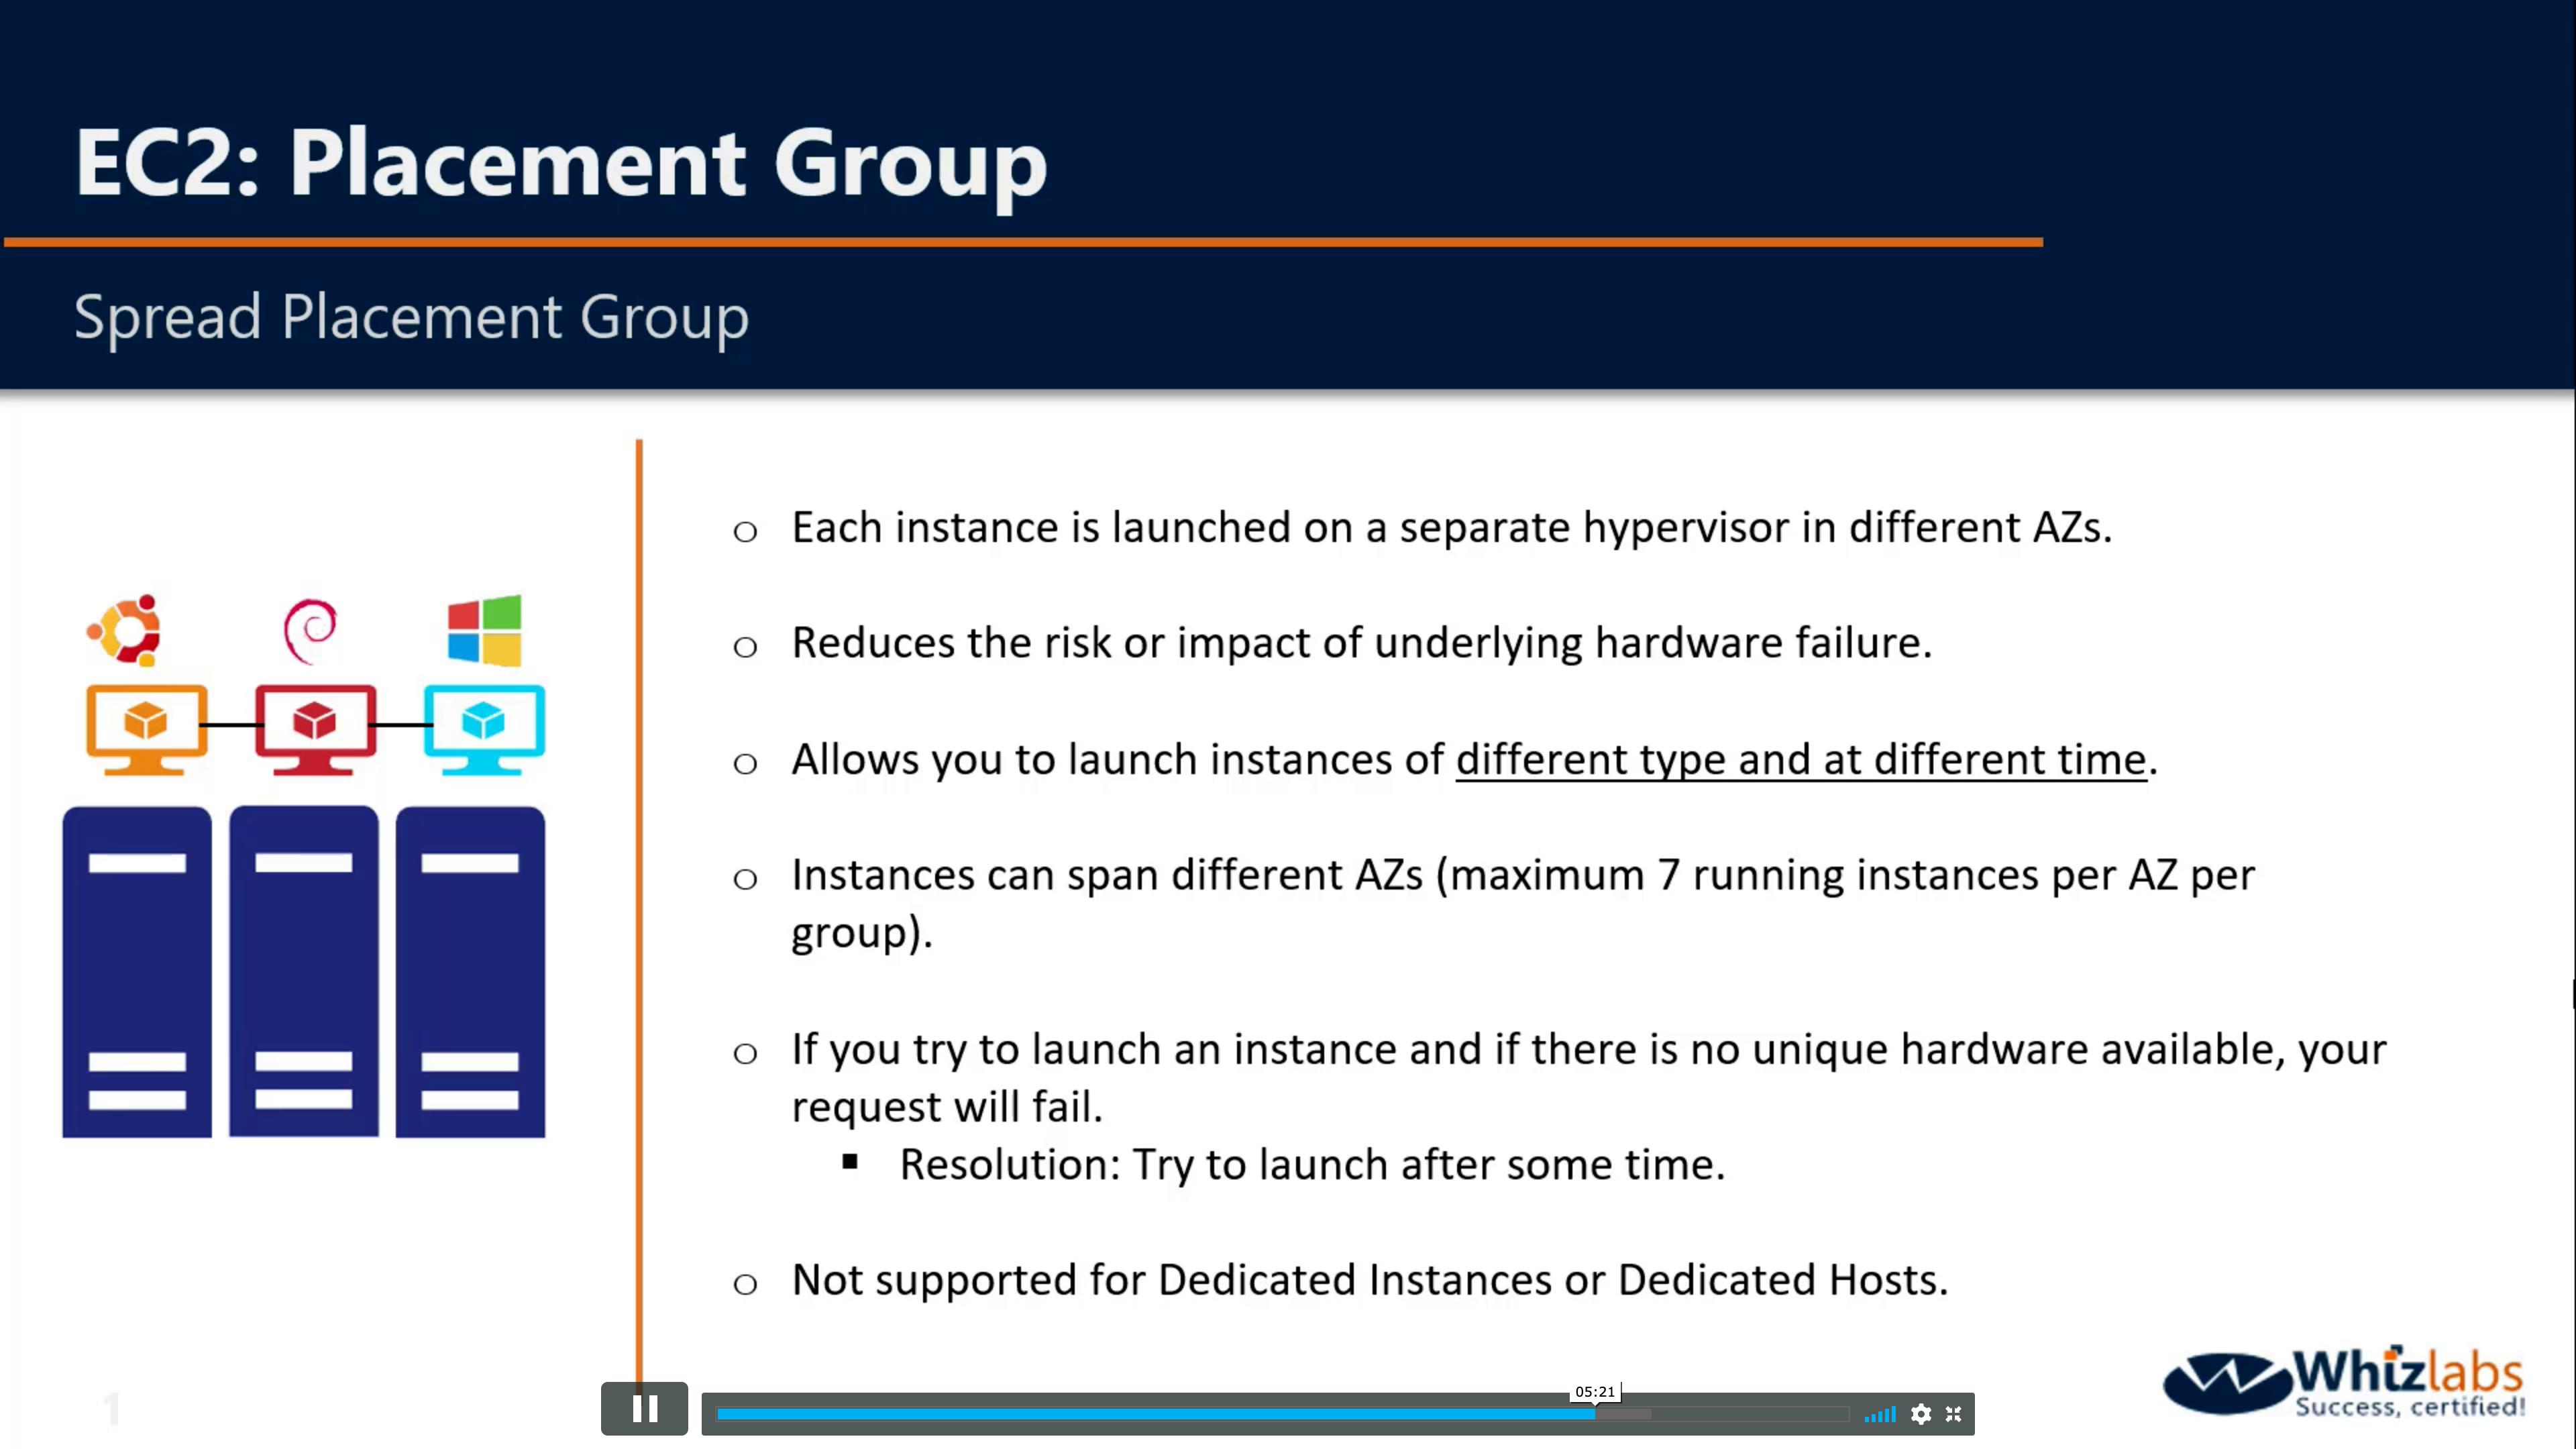 EC2: Placement Group
Spread Placement Group
o Each instance is launched on a separate hypervisor in different AZs.
o Reduces the risk or impact of underlying hardware failure.
o Allows you to launch instances of different type and at different time.
o Instances can span different AZs (maximum 7 running instances per AZ per
group).
o If you try to launch an instance and if there is no unique hardware available, your
request will fail.
▪ Resolution: Try to launch after some time.
o Not supported for Dedicated Instances or Dedicated Hosts.
1
05:21
Whizlabs
Success, certified!